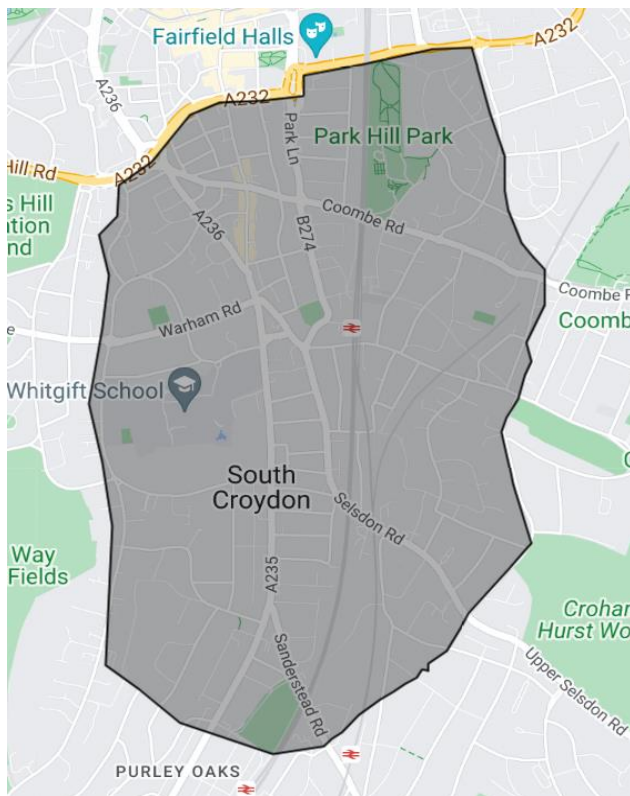 Fairfield Halls
A232
A236
A232
Park Ln
Park Hill Park
Hill Rd
A232
s Hill
ation
nd
Coombe Rd
A236
B274
Coombe R
Coomb
Warham Rd
e
Whitgift School
South
Croydon
Selsdon Rd
Way
Fields
A235
Croham
Hurst Wo
Sanderstead Rd
Upper Selsdon Rd
PURLEY OAKS